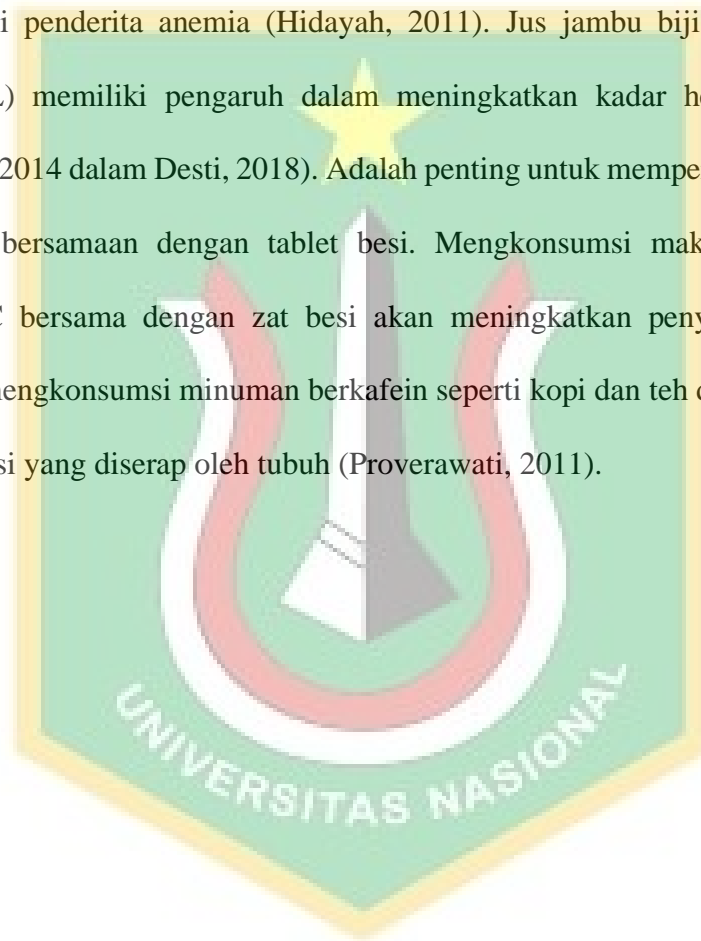 i penderita anemia (Hidayah, 2011). Jus jambu biji
L) memiliki pengaruh dalam meningkatkan kadar he
2014 dalam Desti, 2018). Adalah penting untuk mempe
bersamaan dengan tablet besi. Mengkonsumsi mak
C bersama dengan zat besi akan meningkatkan peny
mengkonsumsi minuman berkafein seperti kopi dan teh d
si yang diserap oleh tubuh (Proverawati, 2011).
UNIVERSITAS NASIONAL